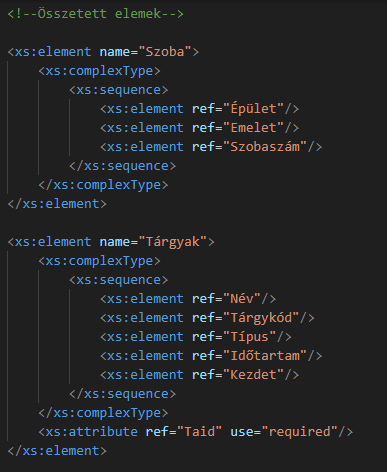 <!--Összetett elemek-->
<xs:element name="Szoba">
<xs:complexType>
<xs:sequence>
<xs:element ref="Épület"/>
<xs:element ref="Emelet"/>
<xs:element ref="Szobaszám"/>
</xs:sequence>
</xs:complexType>
</xs:element>
<xs:element name="Tárgyak">
<xs:complexType>
<xs:sequence>
<xs:element ref="Név"/>
<xs:element ref="Tárgykód"/>
<xs:element ref="Típus"/>
<xs:element ref="Időtartam"/>
<xs:element ref="Kezdet"/>
</xs:sequence>
</xs:complexType>
<xs:attribute ref="Taid" use="required"/>
</xs:element>